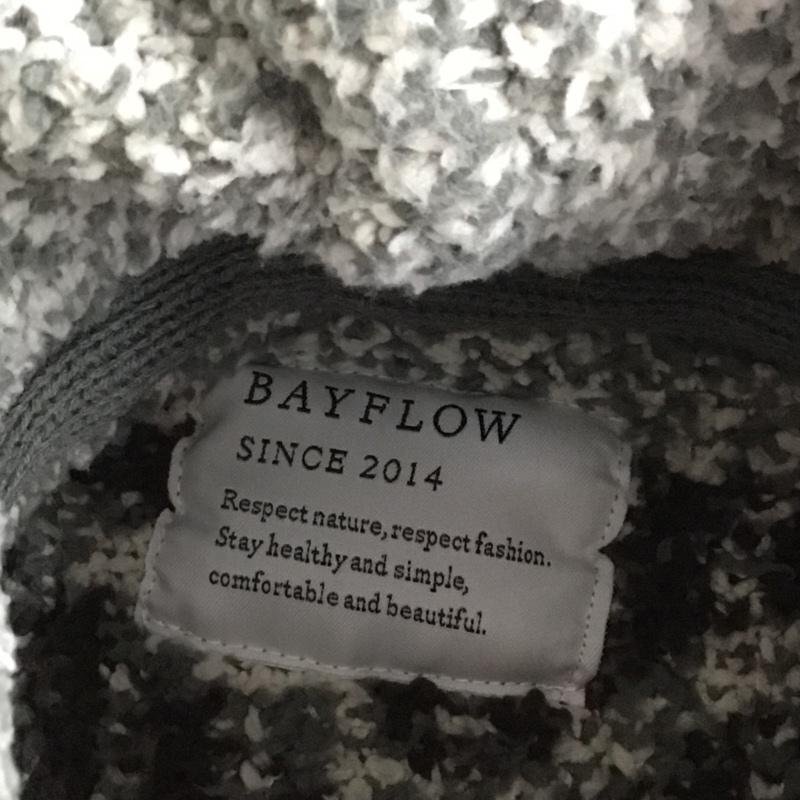 BAYFLOW
SINCE 2014
Respect nature, respect fashion.
Stay healthy and simple,
comfortable and beautiful.